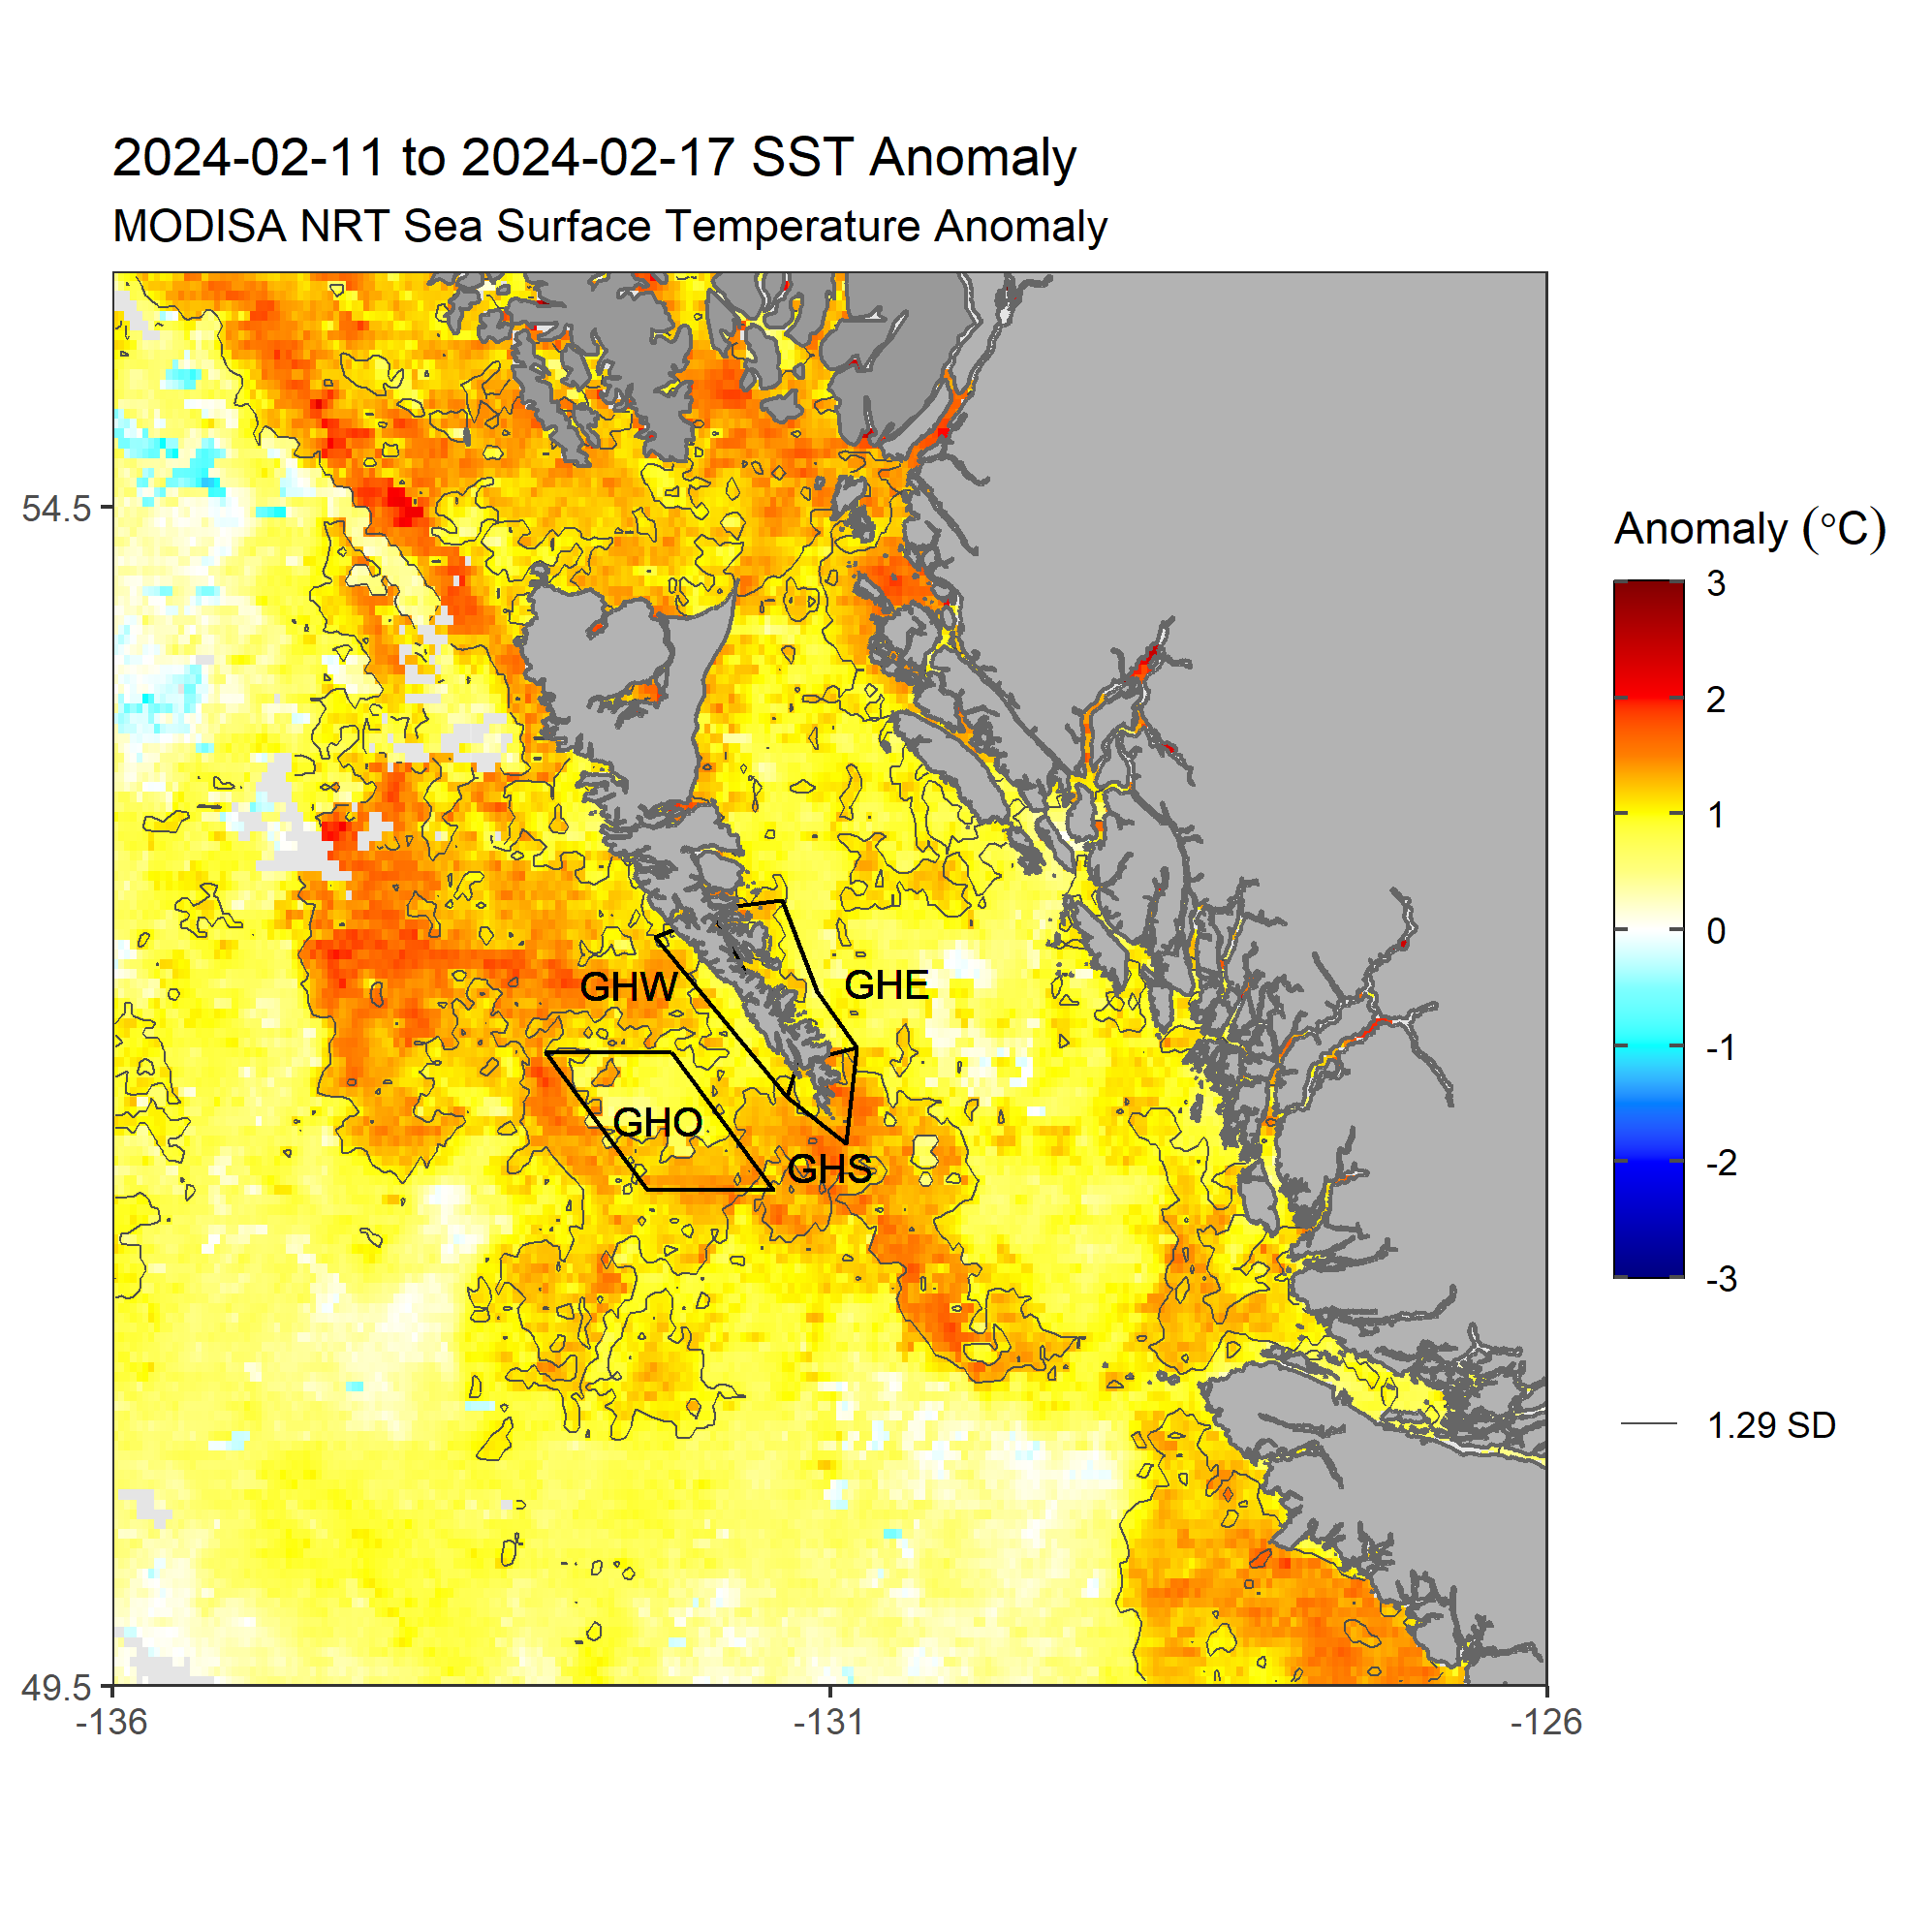 2024-02-11 to 2024-02-17 SST Anomaly
MODISA NRT Sea Surface Temperature Anomaly
54.5
49.5
-136
-131
-126
GHW
GHE
GHO
GHS
Anomaly (°C)
3
2
1
0
-1
-2
-3
1.29 SD